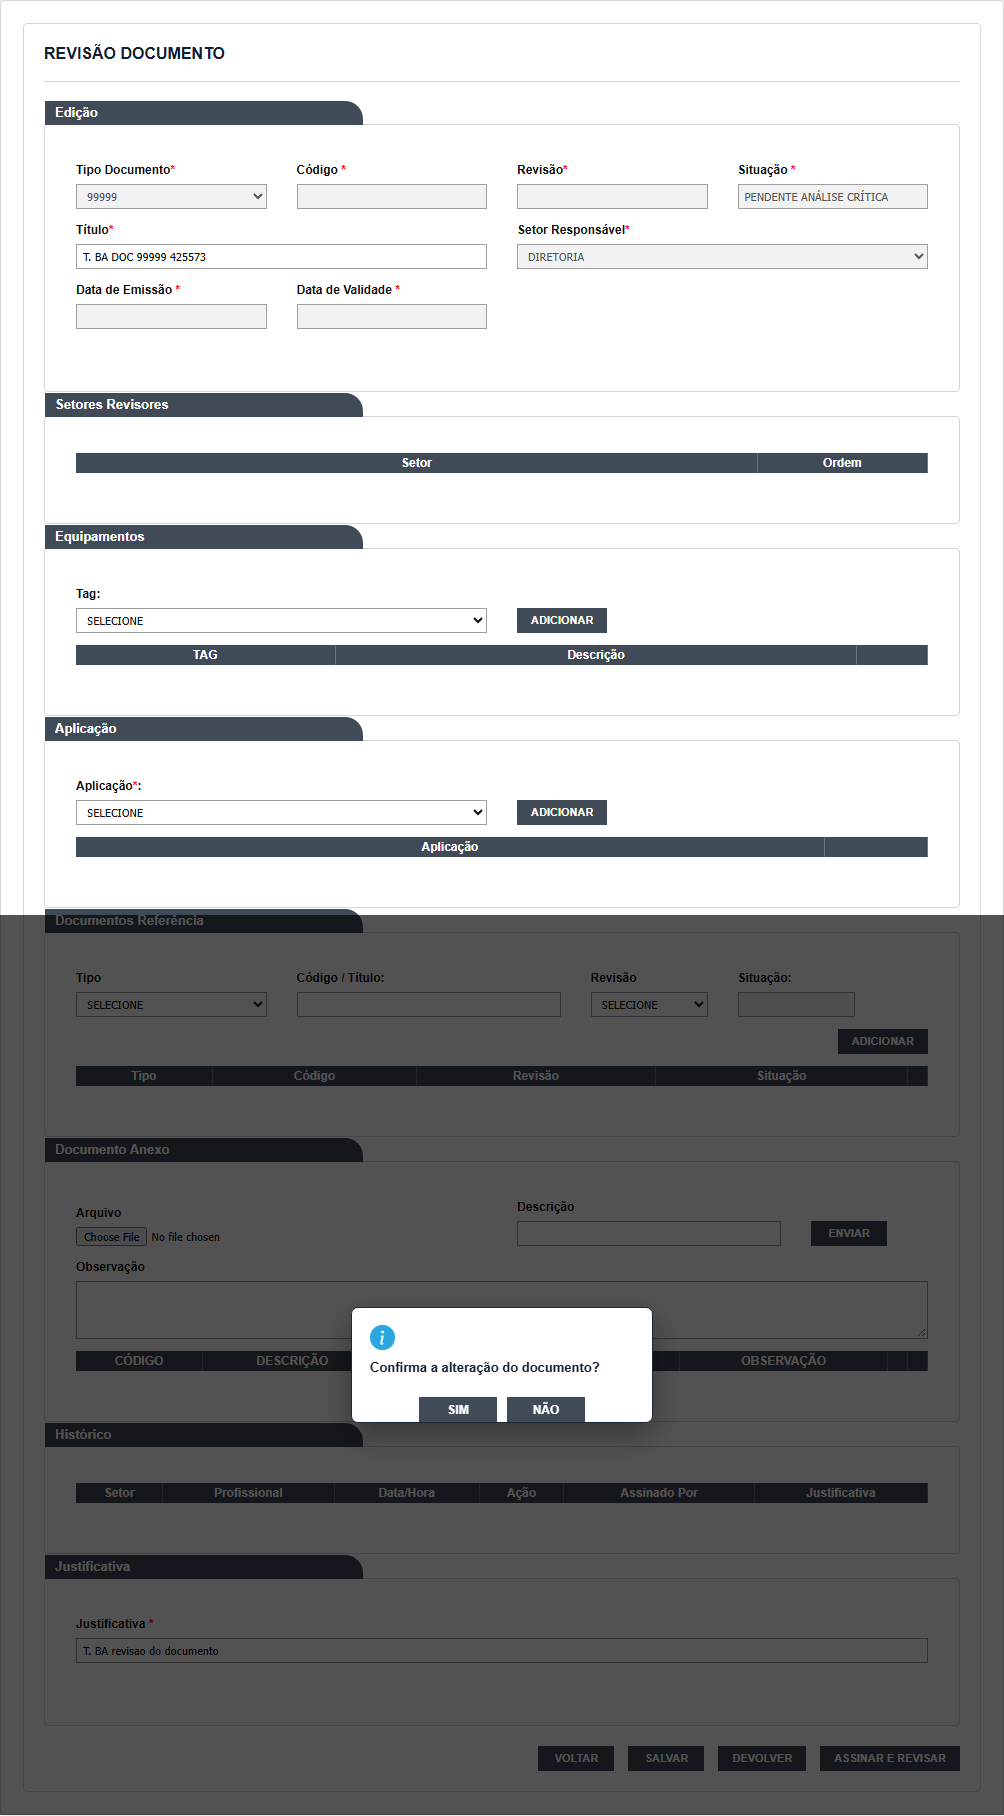 REVISÃO DOCUMENTO
Edição
Tipo Documento* Código * Revisão* Situação *
99999 PENDENTE ANÁLISE CRÍTICA
Título* Setor Responsável*
T. BA DOC 99999 425573 DIRETORIA
Data de Emissão * Data de Validade *
Setores Revisores
Setor Ordem
Equipamentos
Tag:
SELECIONE ADICIONAR
TAG Descrição
Aplicação
Aplicação*:
SELECIONE ADICIONAR
Aplicação
Documentos Referência
Tipo Código / Título: Revisão Situação:
SELECIONE SELECIONE
ADICIONAR
Tipo Código Revisão Situação
Documento Anexo
Arquivo Descrição
Choose File No file chosen ENVIAR
Observação
CÓDIGO DESCRIÇÃO OBSERVAÇÃO
i
Confirma a alteração do documento?
SIM NÃO
Histórico
Setor Profissional Data/Hora Ação Assinado Por Justificativa
Justificativa
Justificativa *
T. BA revisao do documento
VOLTAR SALVAR DEVOLVER ASSINAR E REVISAR